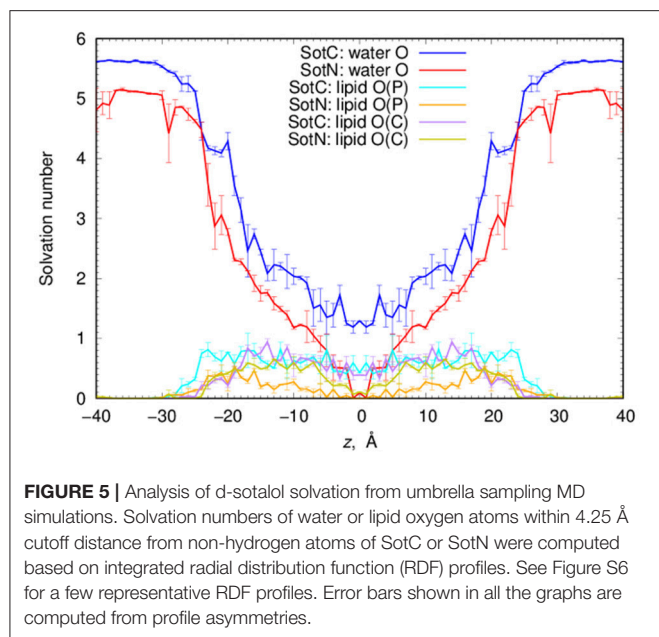 6
5
4
3
2
1
0
Solvation number
SotC: water O
SotN: water O
SotC: lipid O(P)
SotN: lipid O(P)
SotC: lipid O(C)
SotN: lipid O(C)
−40 −30 −20 −10 0 10 20 30 40
z, Å
FIGURE 5 | Analysis of d-sotalol solvation from umbrella sampling MD
simulations. Solvation numbers of water or lipid oxygen atoms within 4.25 Å
cutoff distance from non-hydrogen atoms of SotC or SotN were computed
based on integrated radial distribution function (RDF) profiles. See Figure S6
for a few representative RDF profiles. Error bars shown in all the graphs are
computed from profile asymmetries.